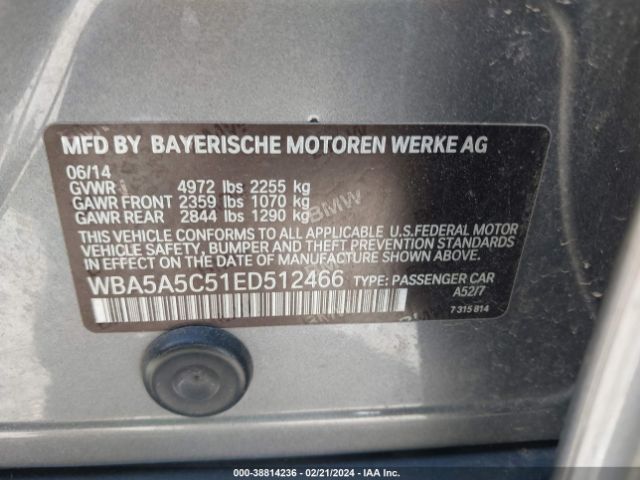 MFD BY BAYERISCHE MOTOREN WERKE AG
06/14
GVWR 4972 lbs 2255 kg
GAWR FRONT 2359 lbs 1070 kg
GAWR REAR 2844 lbs 1290 kg
BMW
THIS VEHICLE CONFORMS TO ALL APPLICABLE U.S.FEDERAL MOTOR
VEHICLE SAFETY, BUMPER AND THEFT PREVENTION STANDARDS IN EFFECT ON THE
DATE OF MANUFACTURE SHOWN ABOVE.
WBA5A5C51ED512466 TYPE: PASSENGER CAR
A52/7
7 315 814
000-38814236 - 02/21/2024 - IAA Inc.